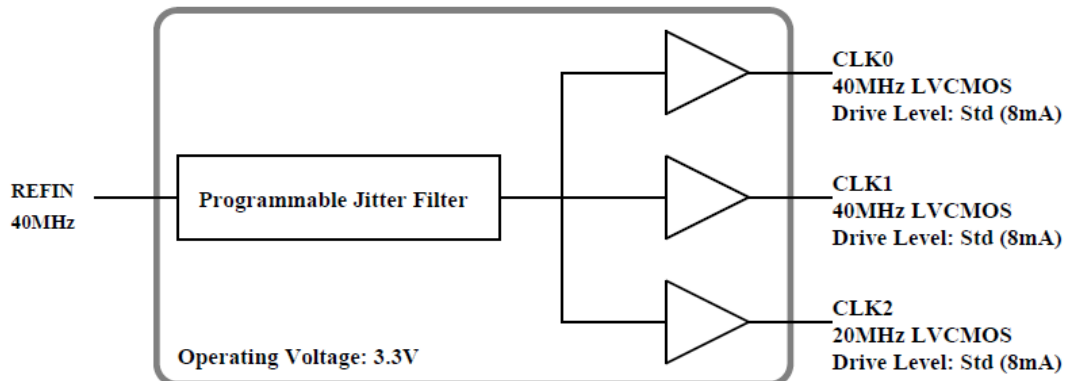 REFIN
40MHz
Programmable Jitter Filter
Operating Voltage: 3.3V
CLK0
40MHz LVCMOS
Drive Level: Std (8mA)
CLK1
40MHz LVCMOS
Drive Level: Std (8mA)
CLK2
20MHz LVCMOS
Drive Level: Std (8mA)